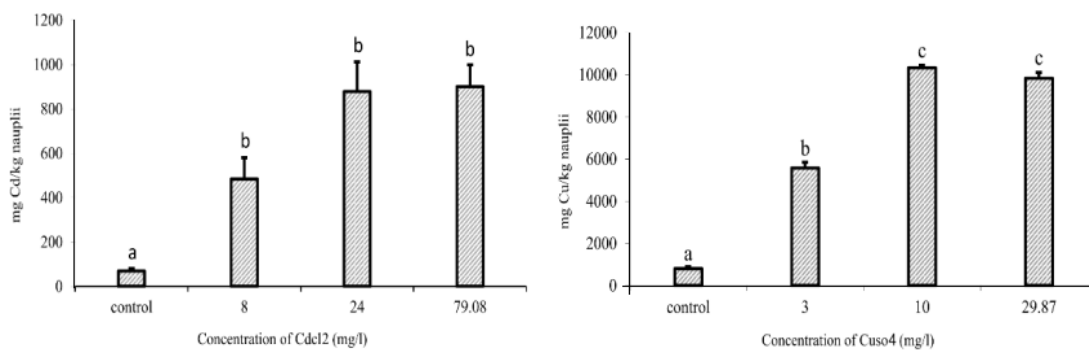 1200
1000
800
600
400
200
0
mg Cd/kg nauplii
a
b
b
b
control 8 24 79.08
Concentration of Cdcl2 (mg/l)
12000
10000
8000
6000
4000
2000
0
mg Cu/kg nauplii
a
b
c
c
control 3 10 29.87
Concentration of Cuso4 (mg/l)